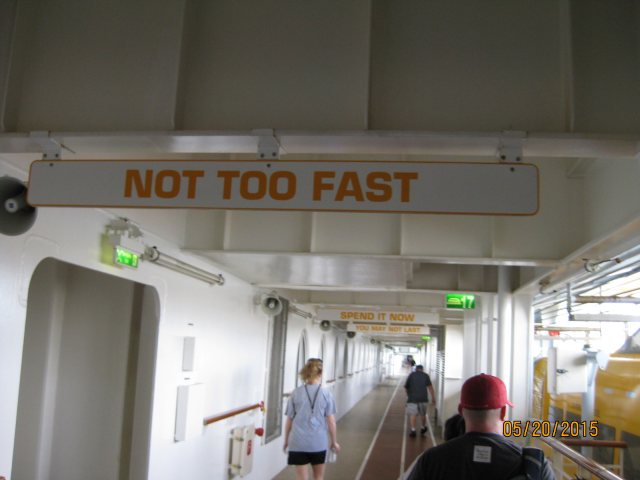 NOT TOO FAST
SPEND IT NOW
YOU MAY NOT LAST
17
05/20/2015